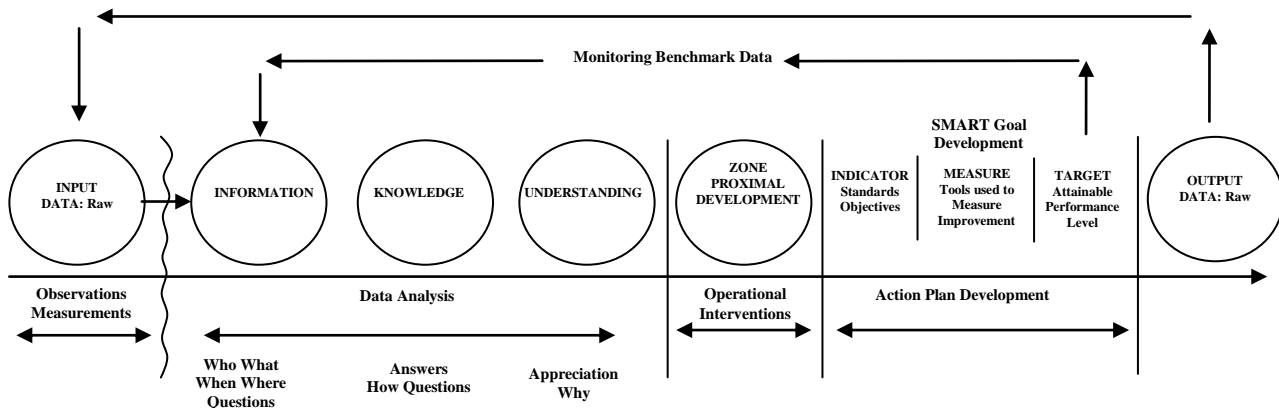 Monitoring Benchmark Data
SMART Goal
Development
INPUT
DATA: Raw
INFORMATION
KNOWLEDGE
UNDERSTANDING
ZONE
PROXIMAL
DEVELOPMENT
INDICATOR
Standards
Objectives
MEASURE
Tools used to
Measure
Improvement
TARGET
Attainable
Performance
Level
OUTPUT
DATA: Raw
Observations
Measurements
Data Analysis
Operational
Interventions
Action Plan Development
Who What
When Where
Questions
Answers
How Questions
Appreciation
Why